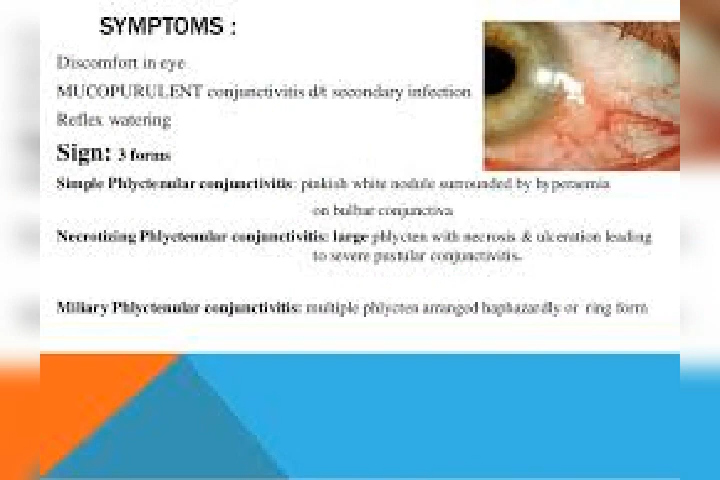 SYMPTOMS :
Discomfort in eye
MUCOPURULENT conjunctivitis d/t secondary infection
Reflex watering
Sign: 3 forms
Simple Phlyctenular conjunctivitis: pinkish white nodule surrounded by hyperaemia
on bulbar conjunctiva
Necrotizing Phlyctenular conjunctivitis: large phlycten with necrosis & ulceration leading
to severe pustular conjunctivitis.
Miliary Phlyctenular conjunctivitis: multiple phlycten arranged haphazardly or ring form